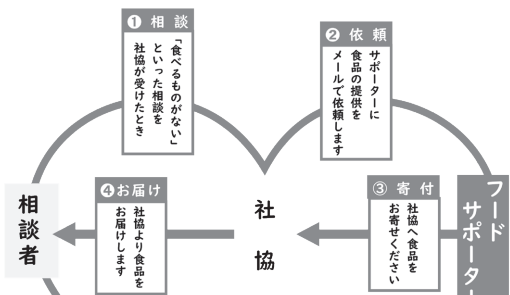 ❶ 相談
「食べるものがない」
といった相談を
社協が受けたとき
❷ 依頼
サポーターに
食品の提供を
メールで依頼します
③ 寄付
社協へ食品を
お寄せください
❹お届け
社協より食品を
お届けします
相談者
社協
フード
サポーター